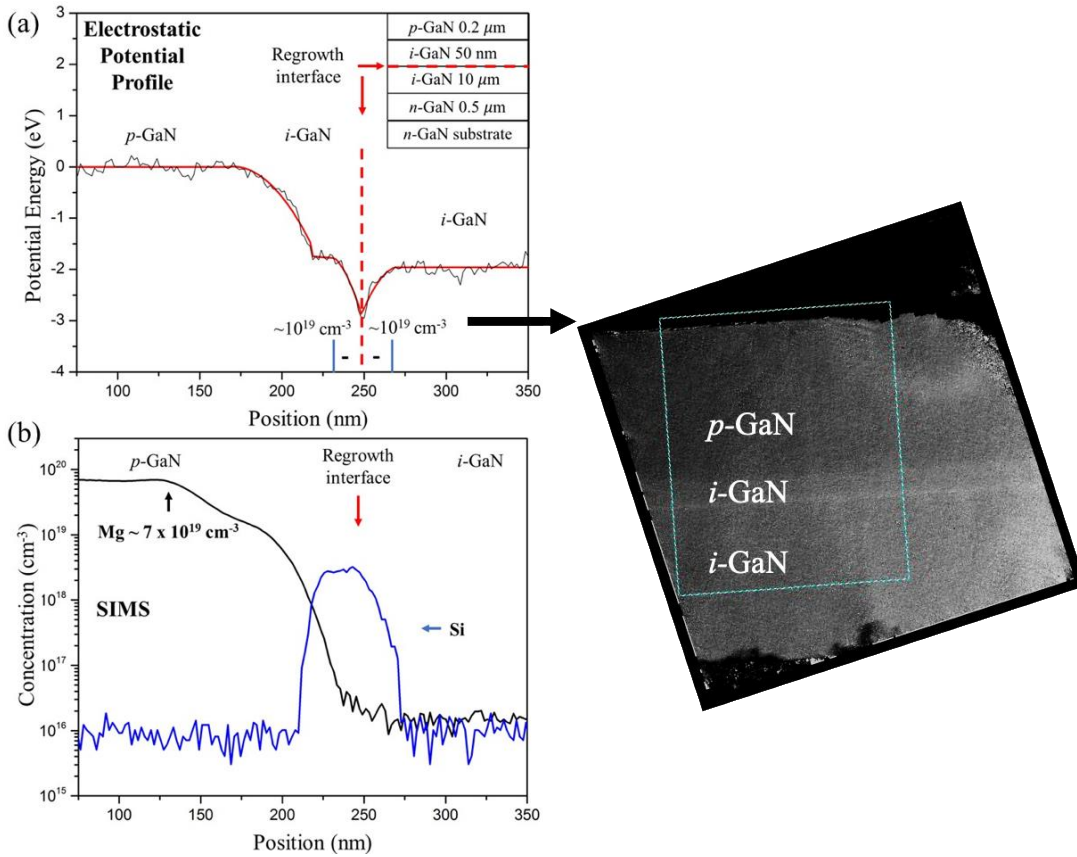 (a)
Electrostatic
Potential
Profile
Regrowth
interface
p-GaN 0.2 μm
i-GaN 50 nm
i-GaN 10 μm
n-GaN 0.5 μm
n-GaN substrate
p-GaN
i-GaN
i-GaN
~10¹⁹ cm⁻³
~10¹⁹ cm⁻³
- -
Potential Energy (eV)
3
2
1
0
-1
-2
-3
-4
100 150 200 250 300 350
Position (nm)
(b)
p-GaN
Regrowth
interface
i-GaN
Mg ~ 7 x 10¹⁹ cm⁻³
SIMS
Si
Concentration (cm⁻³)
10²⁰
10¹⁹
10¹⁸
10¹⁷
10¹⁶
10¹⁵
100 150 200 250 300 350
Position (nm)
p-GaN
i-GaN
i-GaN